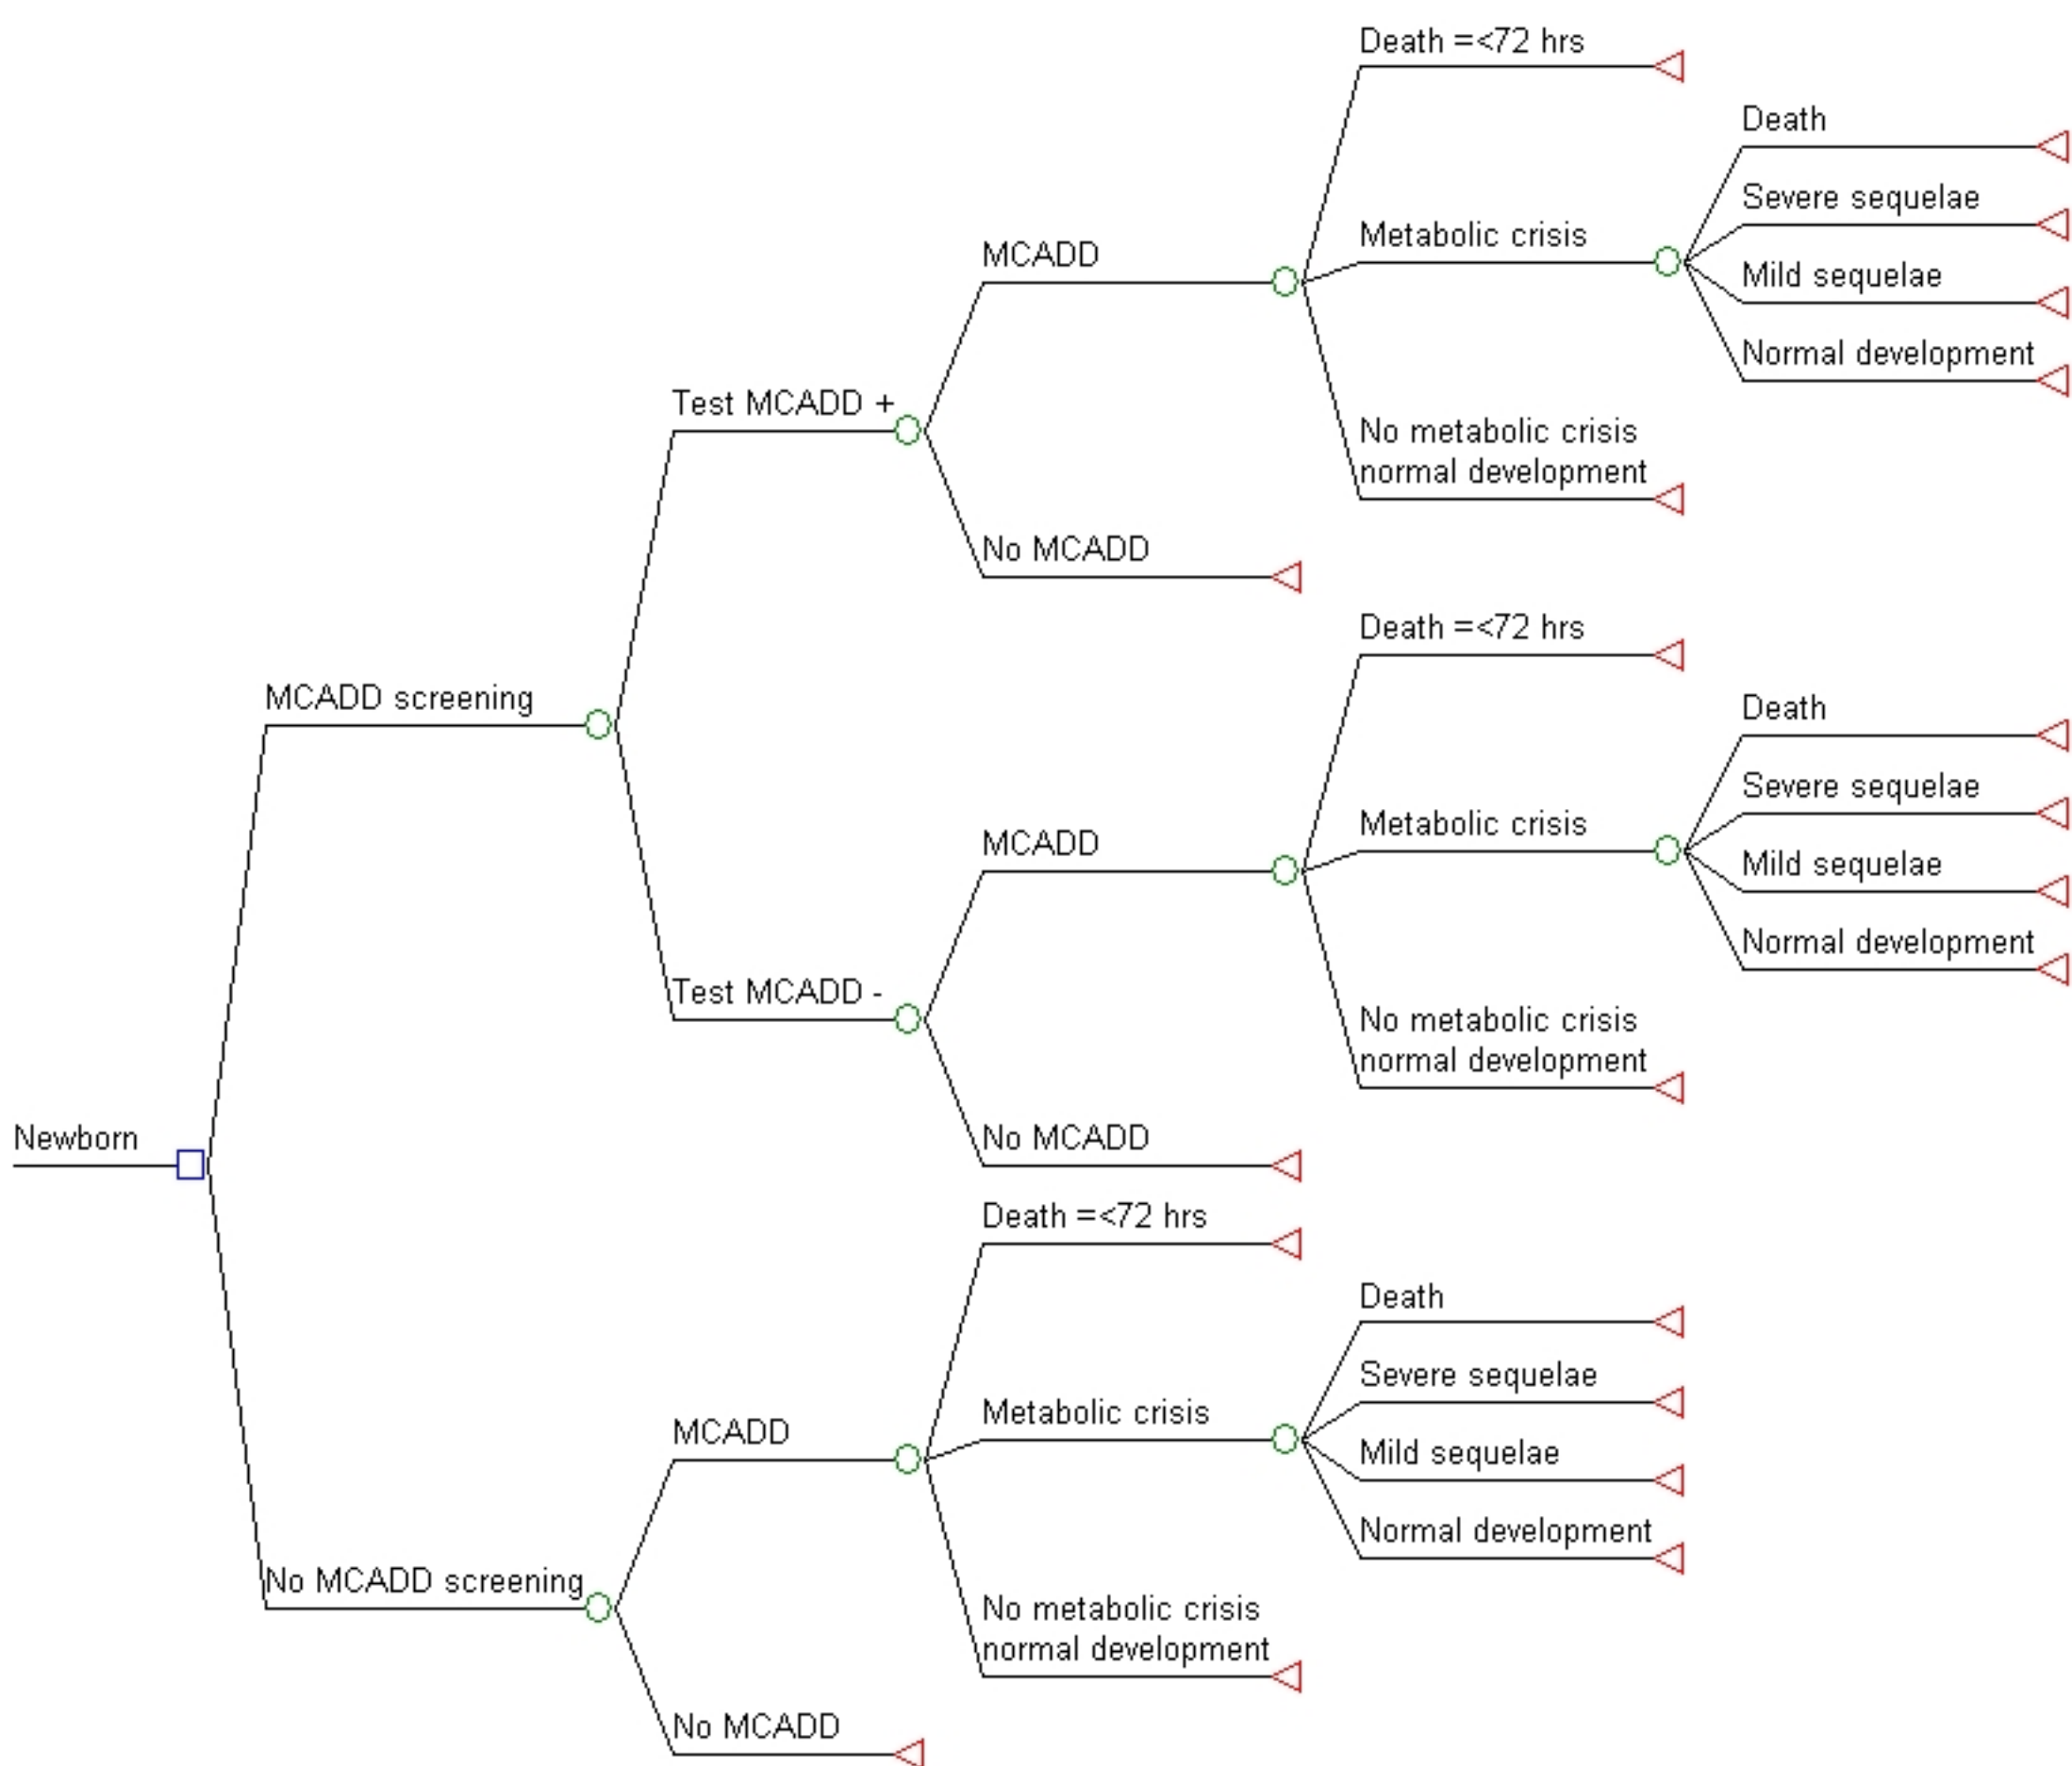 Death =<72 hrs
Death
Severe sequelae
Metabolic crisis
MCADD
Mild sequelae
Normal development
Test MCADD +
No metabolic crisis
normal development
No MCADD
Death =<72 hrs
MCADD screening
Death
Severe sequelae
Metabolic crisis
MCADD
Mild sequelae
Normal development
Test MCADD -
No metabolic crisis
normal development
No MCADD
Newborn
Death =<72 hrs
Death
Severe sequelae
Metabolic crisis
MCADD
Mild sequelae
Normal development
No MCADD screening
No metabolic crisis
normal development
No MCADD